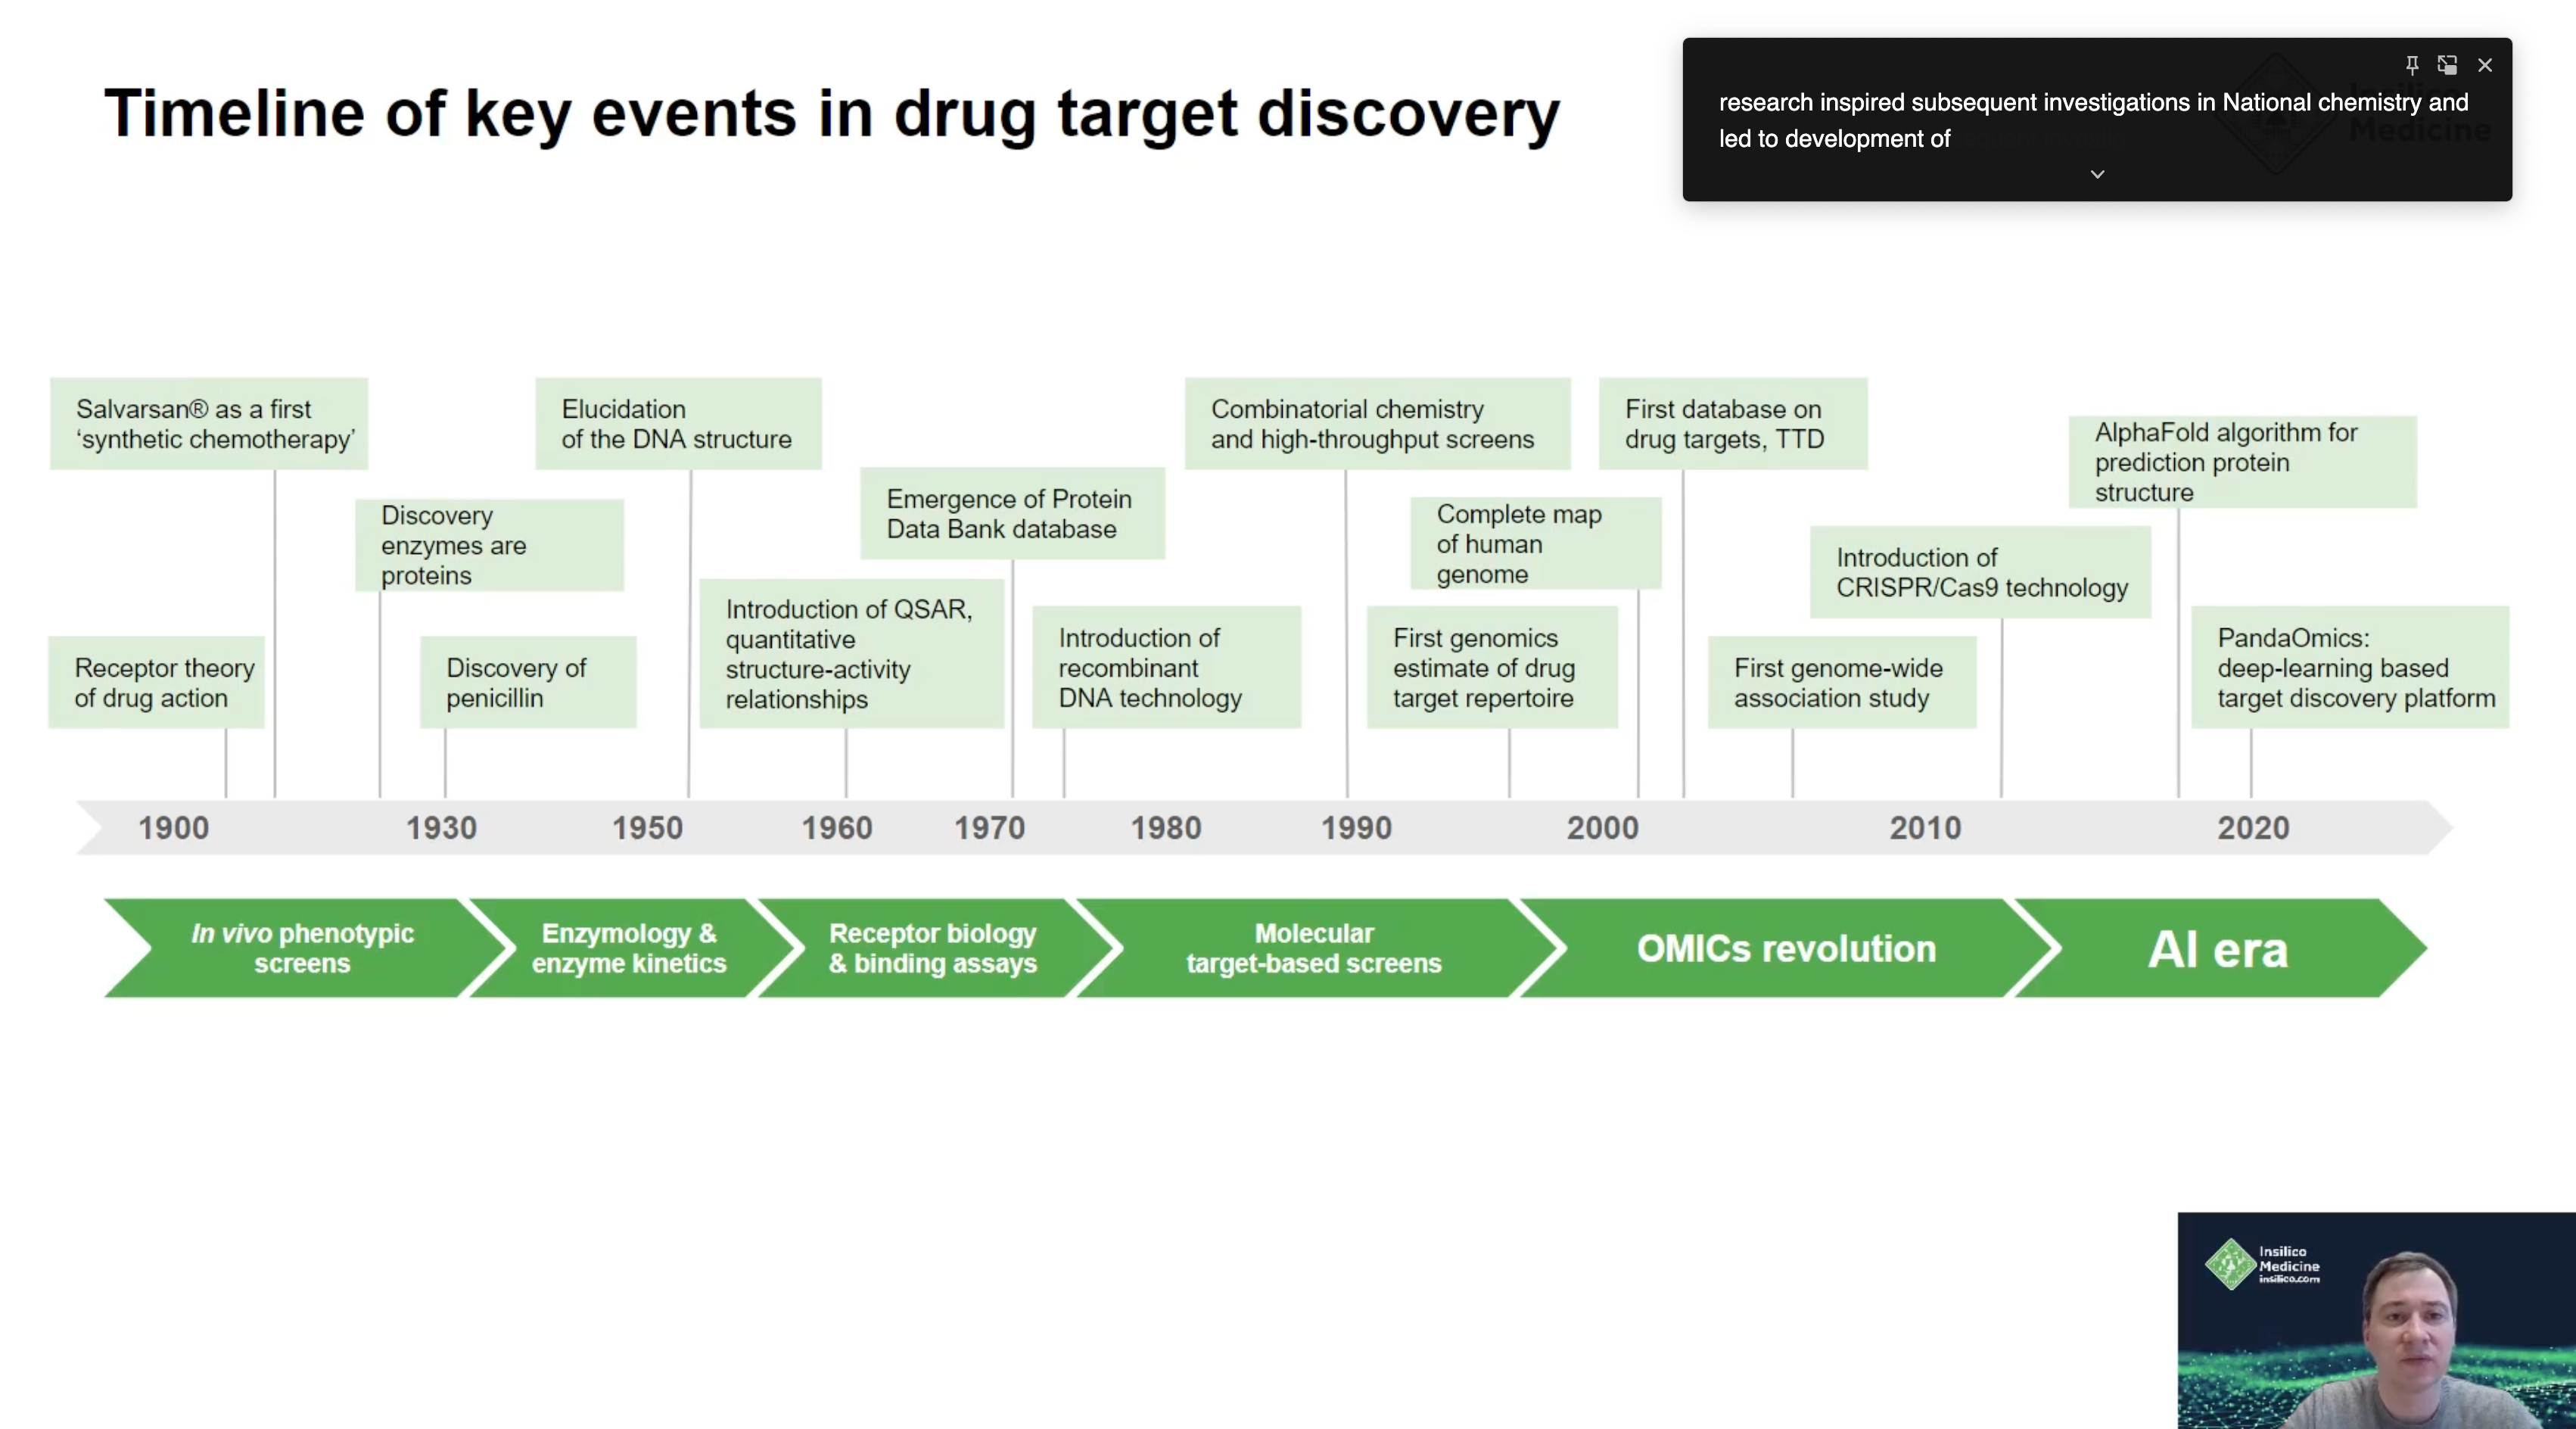 Timeline of key events in drug target discovery
research inspired subsequent investigations in National chemistry and
led to development of
Insilico
Medicine
Salvarsan® as a first
‘synthetic chemotherapy’
Elucidation
of the DNA structure
Combinatorial chemistry
and high-throughput screens
First database on
drug targets, TTD
AlphaFold algorithm for
prediction protein
structure
Discovery
enzymes are
proteins
Emergence of Protein
Data Bank database
Complete map
of human
genome
Introduction of
CRISPR/Cas9 technology
Receptor theory
of drug action
Discovery of
penicillin
Introduction of QSAR,
quantitative
structure-activity
relationships
Introduction of
recombinant
DNA technology
First genomics
estimate of drug
target repertoire
First genome-wide
association study
PandaOmics:
deep-learning based
target discovery platform
1900 1930 1950 1960 1970 1980 1990 2000 2010 2020
In vivo phenotypic
screens
Enzymology &
enzyme kinetics
Receptor biology
& binding assays
Molecular
target-based screens
OMICs revolution
AI era
Insilico
Medicine
insilico.com